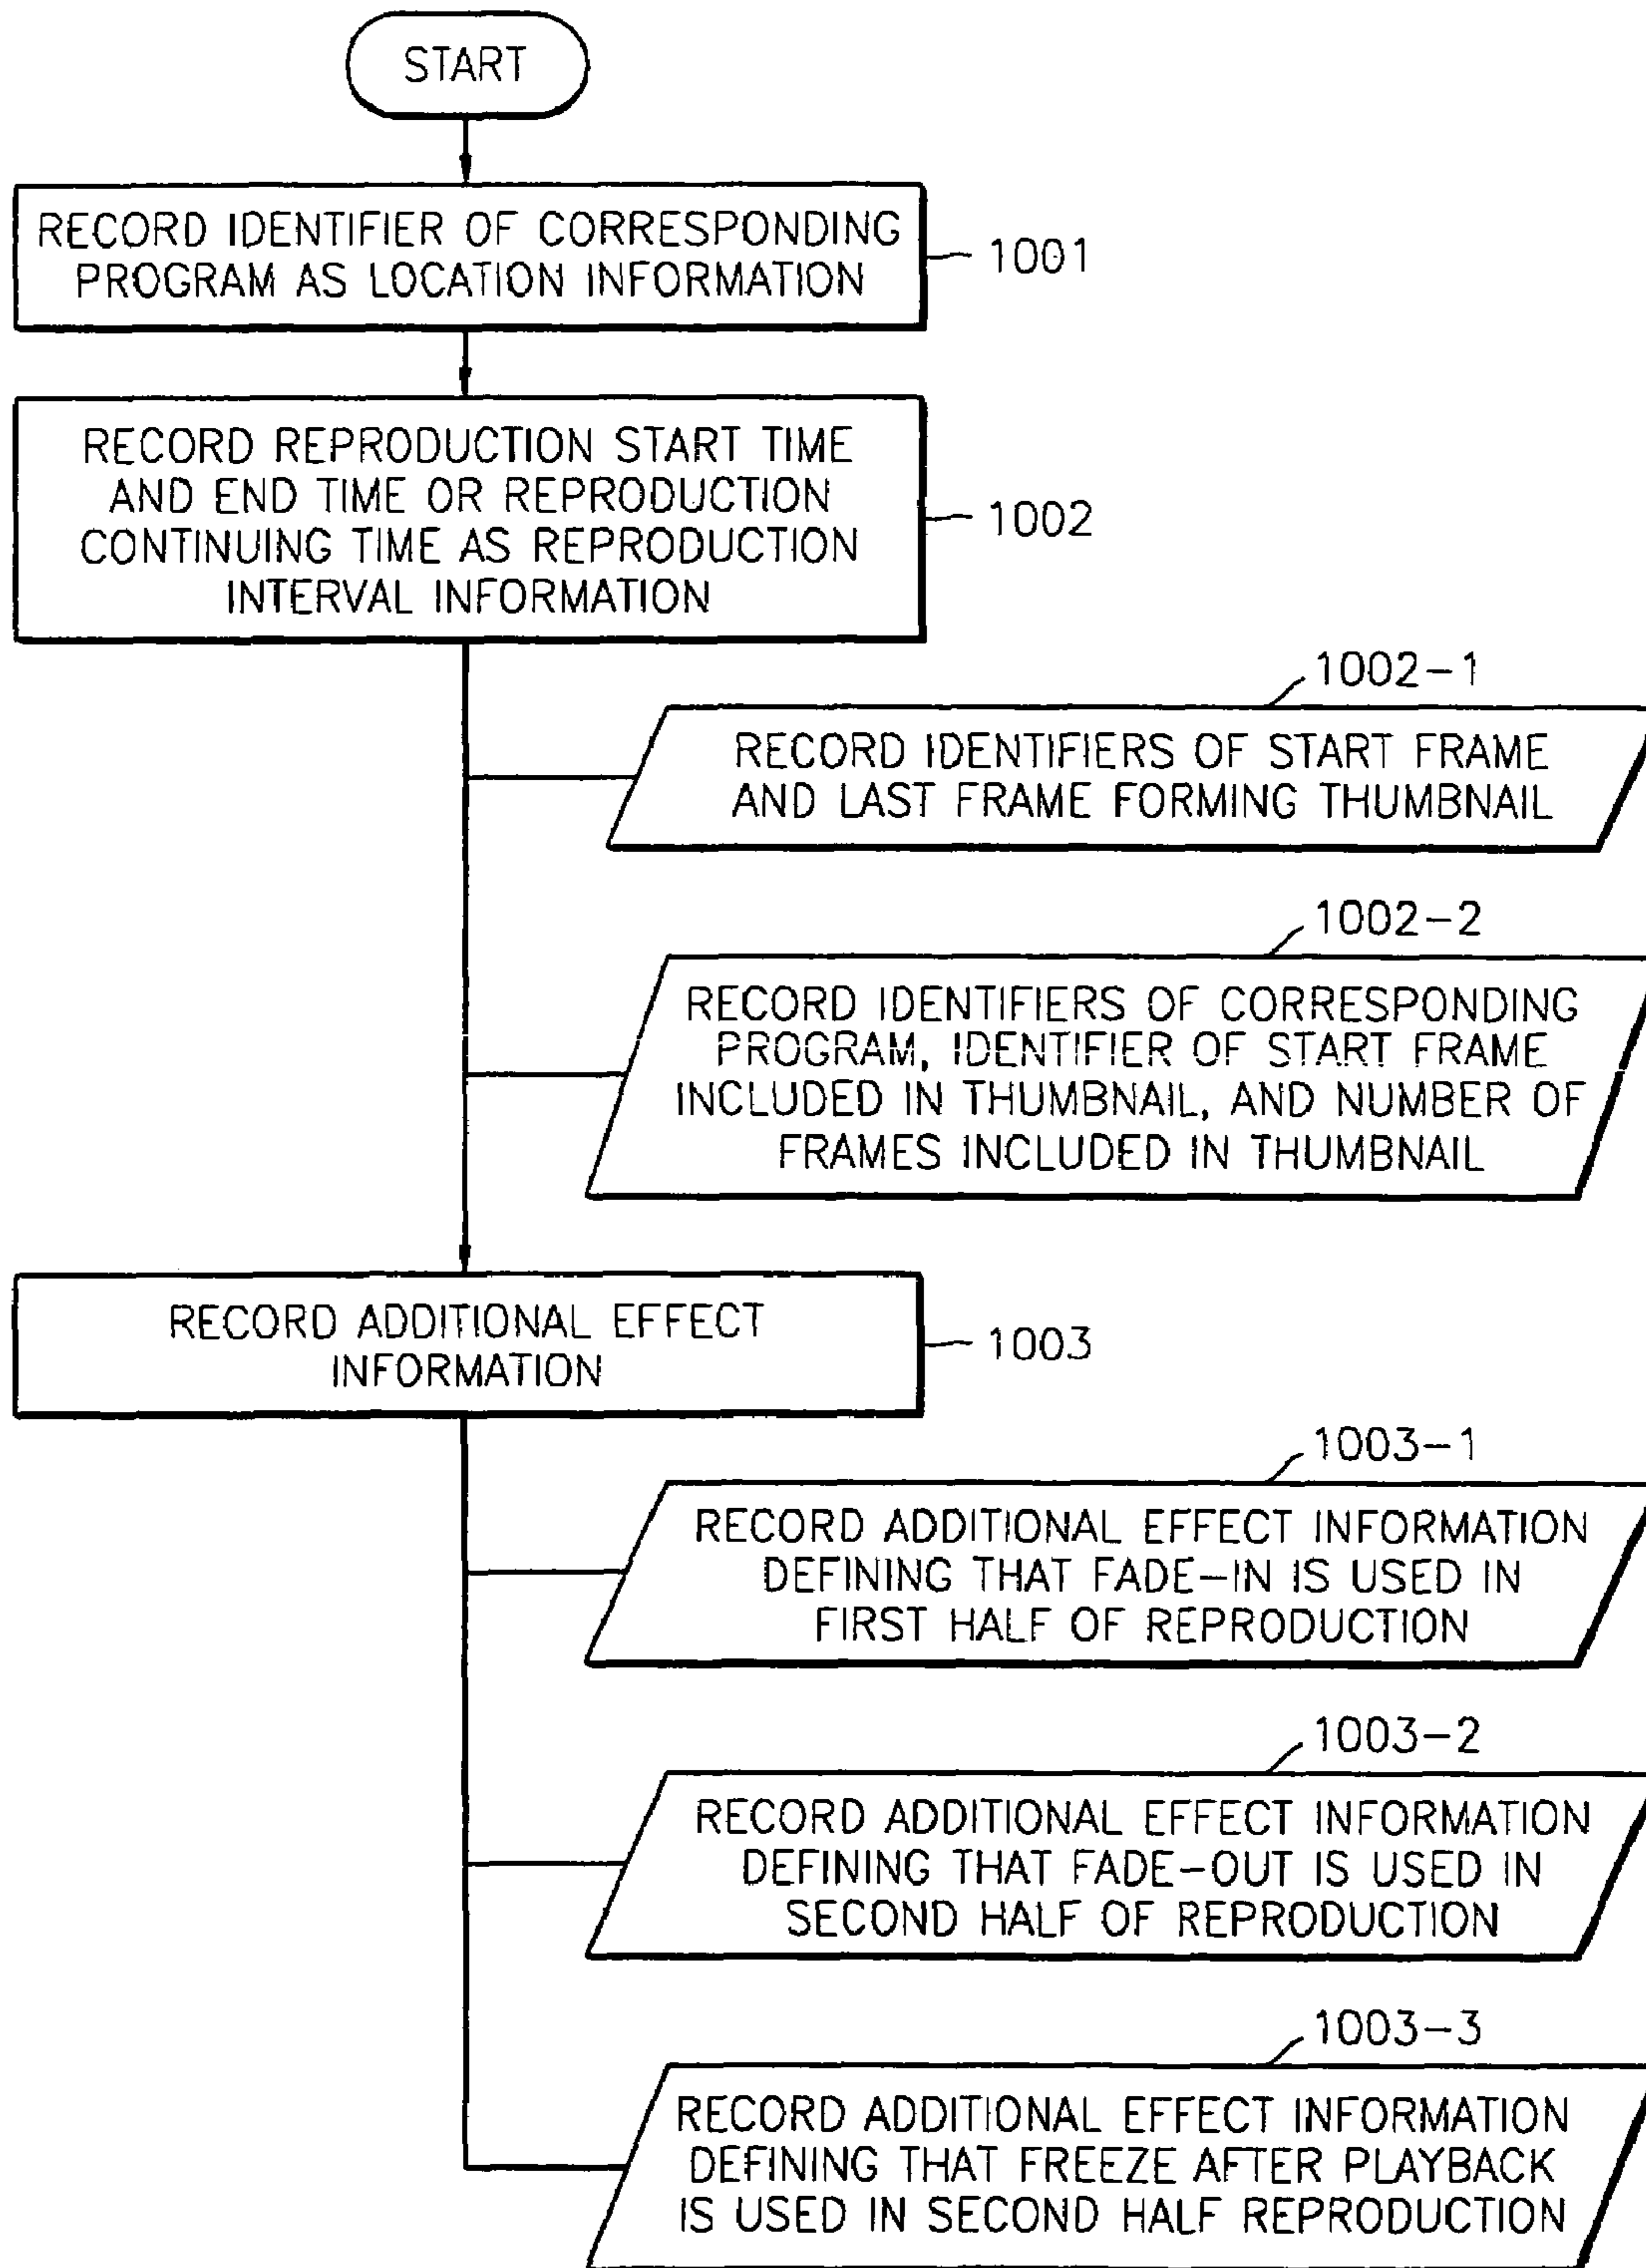 START
RECORD IDENTIFIER OF CORRESPONDING
PROGRAM AS LOCATION INFORMATION
1001
RECORD REPRODUCTION START TIME
AND END TIME OR REPRODUCTION
CONTINUING TIME AS REPRODUCTION
INTERVAL INFORMATION
1002
1002-1
RECORD IDENTIFIERS OF START FRAME
AND LAST FRAME FORMING THUMBNAIL
1002-2
RECORD IDENTIFIERS OF CORRESPONDING
PROGRAM, IDENTIFIER OF START FRAME
INCLUDED IN THUMBNAIL, AND NUMBER OF
FRAMES INCLUDED IN THUMBNAIL
RECORD ADDITIONAL EFFECT
INFORMATION
1003
1003-1
RECORD ADDITIONAL EFFECT INFORMATION
DEFINING THAT FADE-IN IS USED IN
FIRST HALF OF REPRODUCTION
1003-2
RECORD ADDITIONAL EFFECT INFORMATION
DEFINING THAT FADE-OUT IS USED IN
SECOND HALF OF REPRODUCTION
1003-3
RECORD ADDITIONAL EFFECT INFORMATION
DEFINING THAT FREEZE AFTER PLAYBACK
IS USED IN SECOND HALF REPRODUCTION